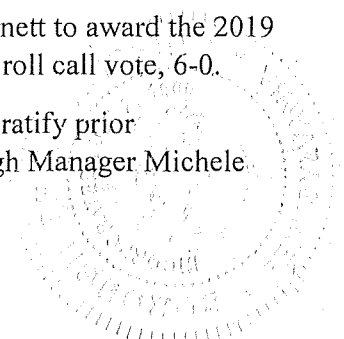 nett to award the 2019
roll call vote, 6-0.
ratify prior
gh Manager Michele